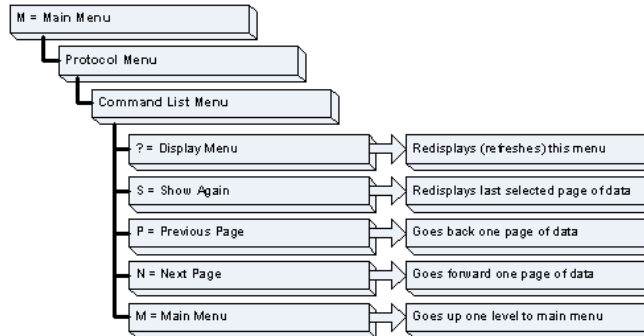 M = Main Menu
Protocol Menu
Command List Menu
? = Display Menu
Redisplays (refreshes) this menu
S = Show Again
Redisplays last selected page of data
P = Previous Page
Goes back one page of data
N = Next Page
Goes forward one page of data
M = Main Menu
Goes up one level to main menu